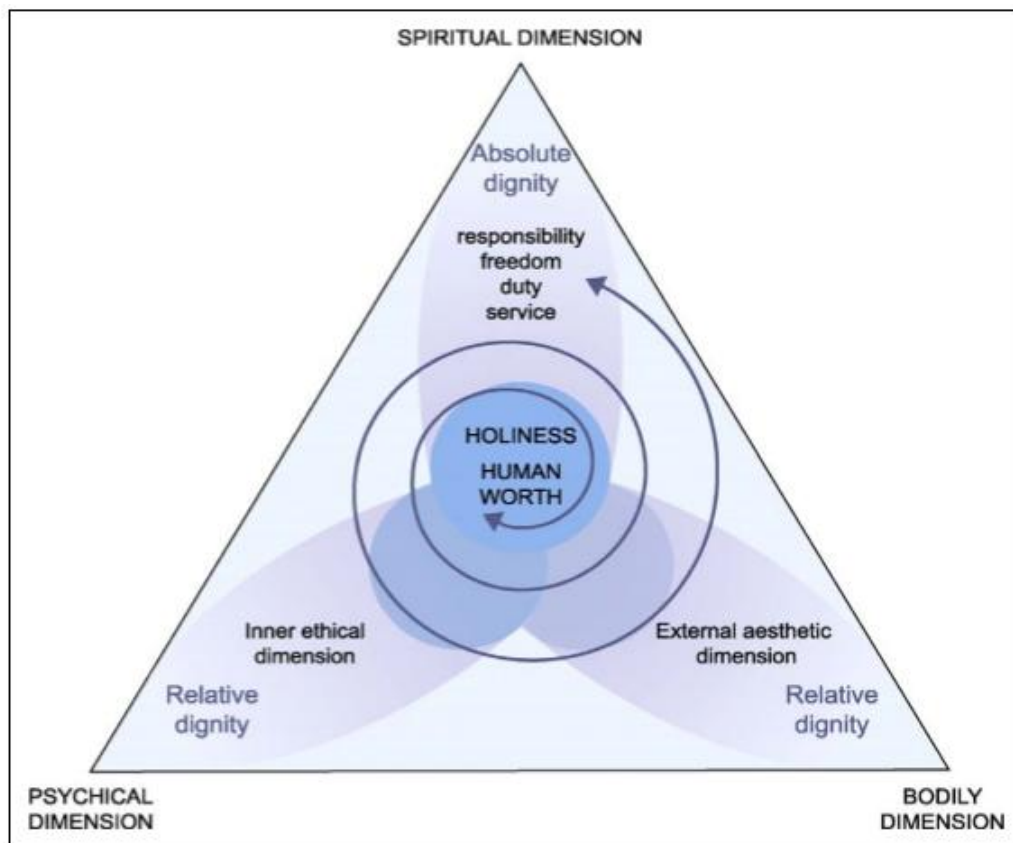 SPIRITUAL DIMENSION
Absolute
dignity
responsibility
freedom
duty
service
HOLINESS
HUMAN
WORTH
Inner ethical
dimension
External aesthetic
dimension
Relative
dignity
Relative
dignity
PSYCHICAL
DIMENSION
BODILY
DIMENSION